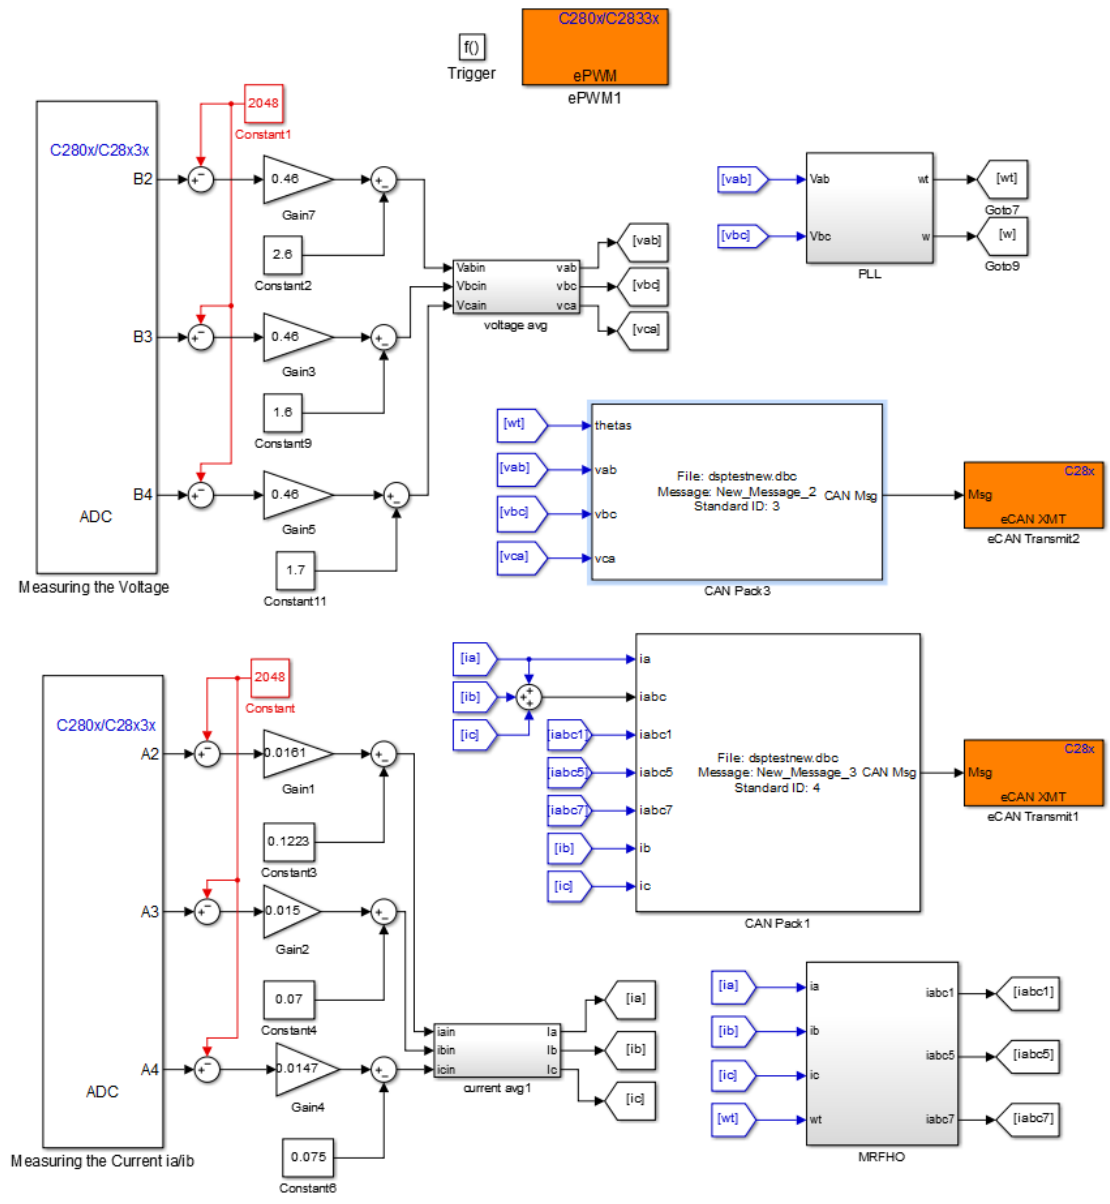 C280x/C2833x
f()
Trigger
ePWM
ePWM1
C280x/C28x3x
B2
B3
B4
ADC
Measuring the Voltage
2048
Constant1
0.46
Gain7
2.6
Constant2
0.46
Gain3
1.6
Constant9
0.46
Gain5
1.7
Constant11
Vabin
Vbcin
Vcain
vab
vbc
vca
voltage avg
[vab]
[vbc]
[vca]
[vab]
[vbc]
Vab
Vbc
wt
w
PLL
[wt]
Goto7
[w]
Goto9
[wt]
[vab]
[vbc]
[vca]
thetas
vab
vbc
vca
File: dsptestnew.dbc
Message: New_Message_2
Standard ID: 3
CAN Msg
CAN Pack3
C28x
Msg
eCAN XMT
eCAN Transmit2
C280x/C28x3x
A2
A3
A4
ADC
Measuring the Current ia/ib
2048
Constant
0.0161
Gain1
0.1223
Constant3
0.015
Gain2
0.07
Constant4
0.0147
Gain4
0.075
Constant6
iain
ibin
icin
Ia
Ib
Ic
current avg1
[ia]
[ib]
[ic]
[ia]
[ib]
[ic]
[iabc1]
[iabc5]
[iabc7]
[ib]
[ic]
ia
iabc
iabc1
iabc5
iabc7
ib
ic
File: dsptestnew.dbc
Message: New_Message_3
Standard ID: 4
CAN Msg
CAN Pack1
C28x
Msg
eCAN XMT
eCAN Transmit1
[ia]
[ib]
[ic]
[wt]
ia
ib
ic
wt
iabc1
iabc5
iabc7
MRFHO
[iabc1]
[iabc5]
[iabc7]